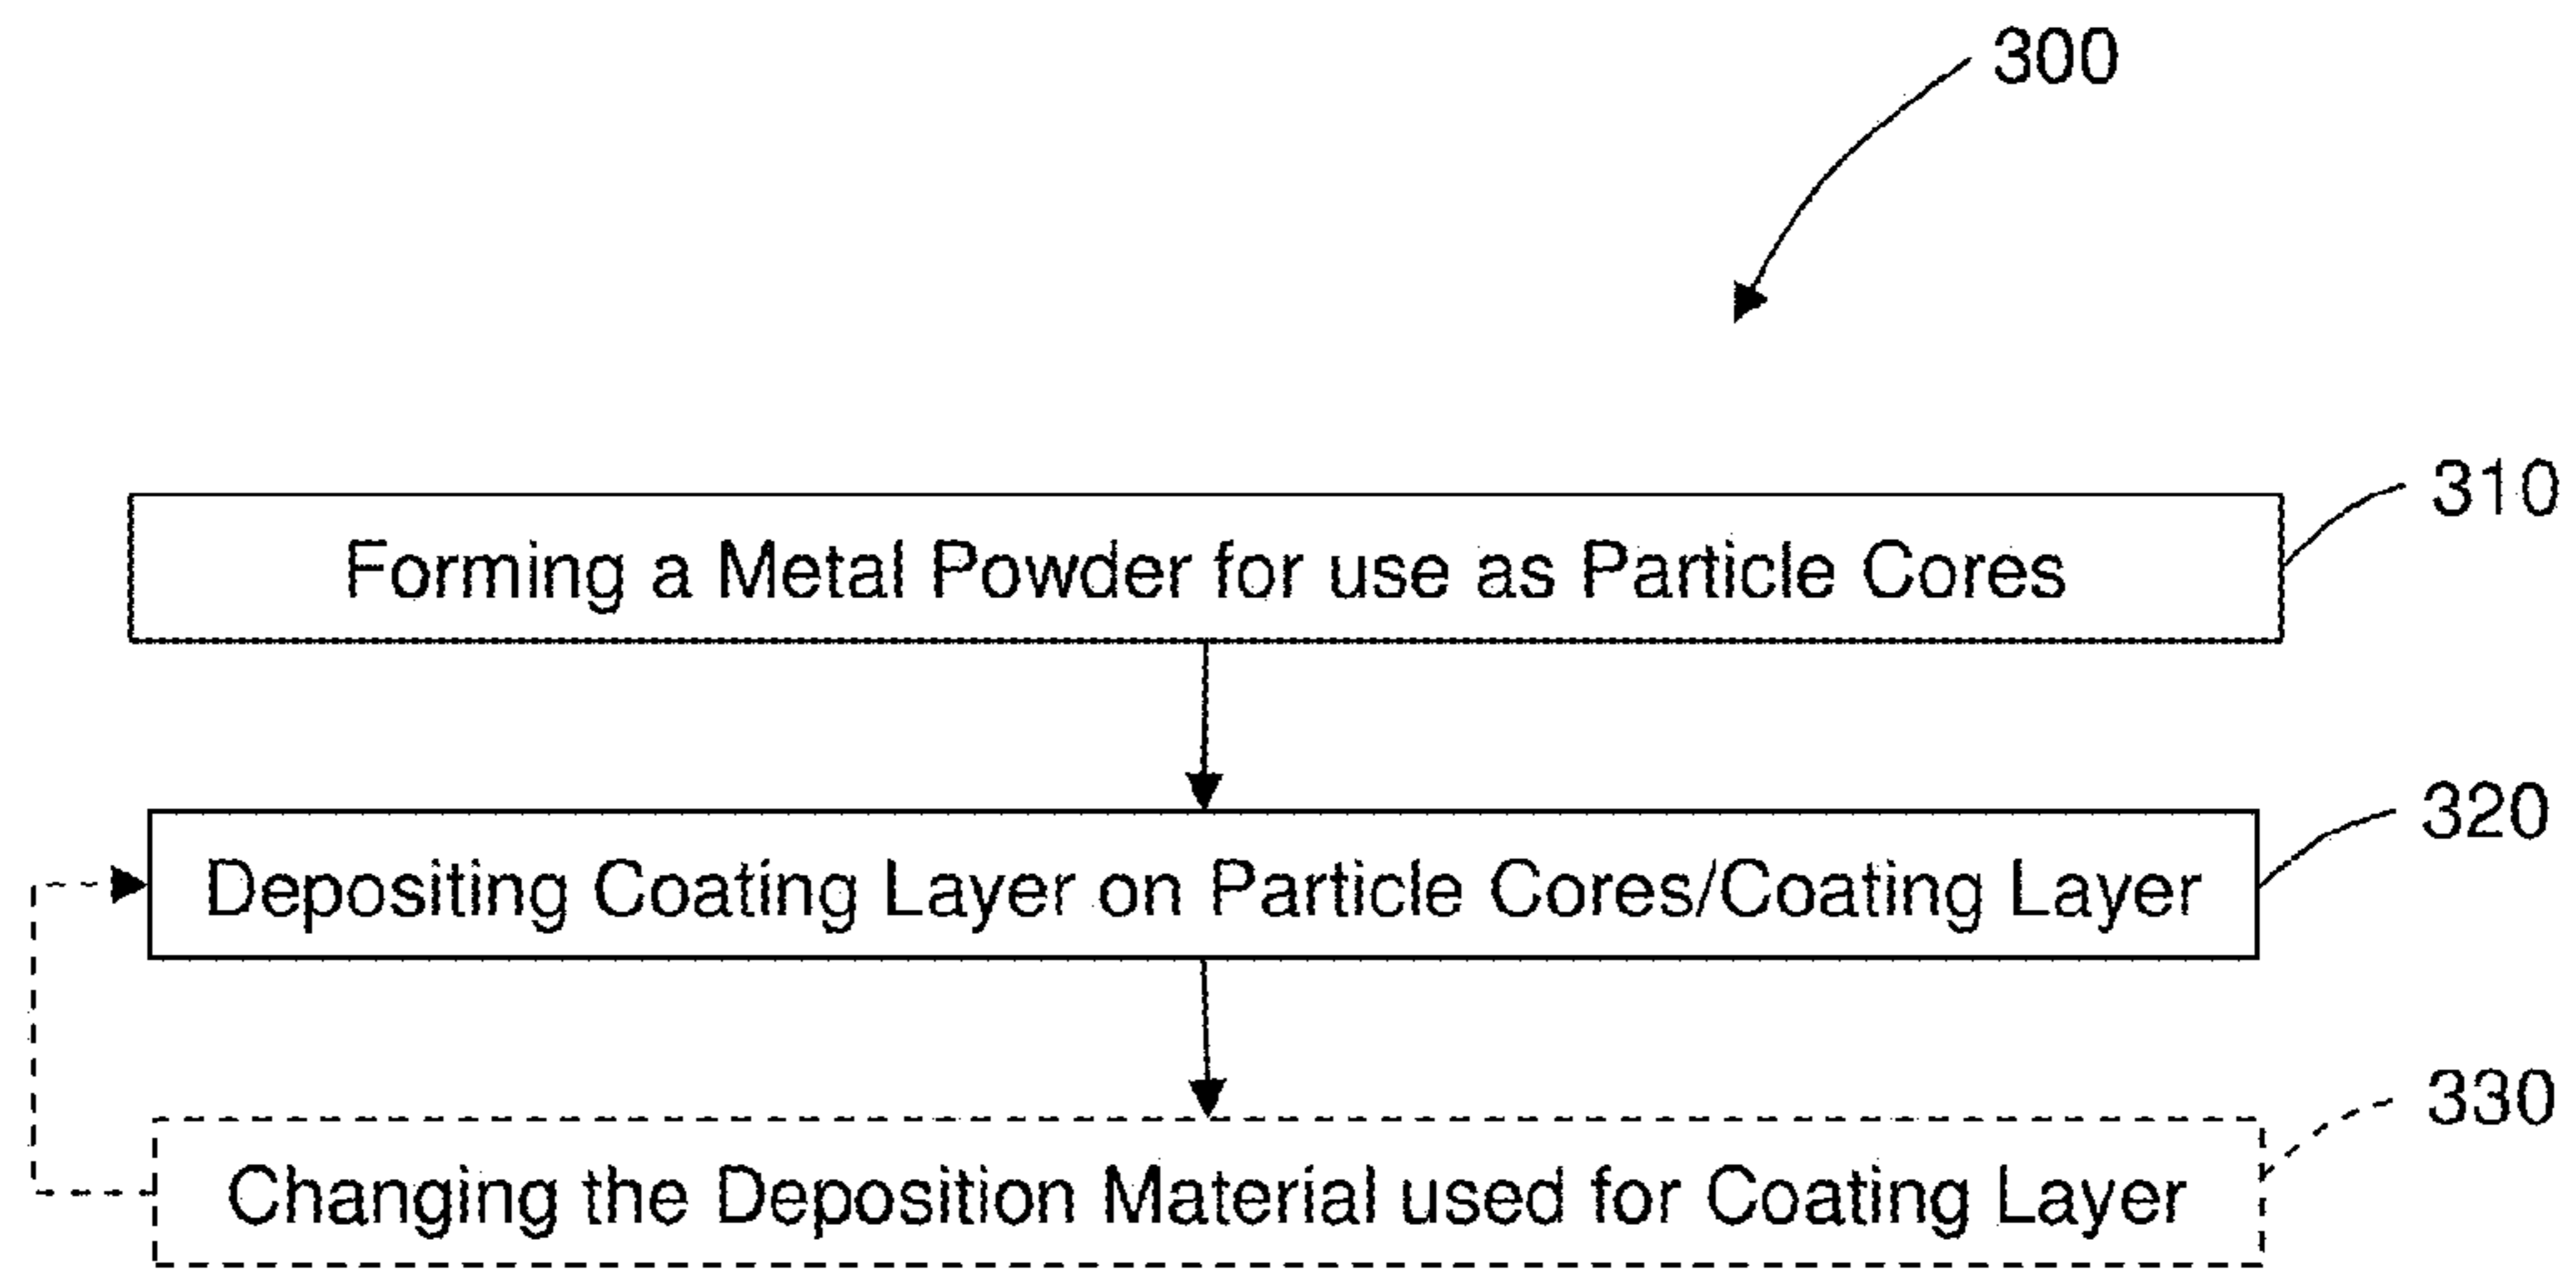 300
310
Forming a Metal Powder for use as Particle Cores
320
Depositing Coating Layer on Particle Cores/Coating Layer
330
Changing the Deposition Material used for Coating Layer